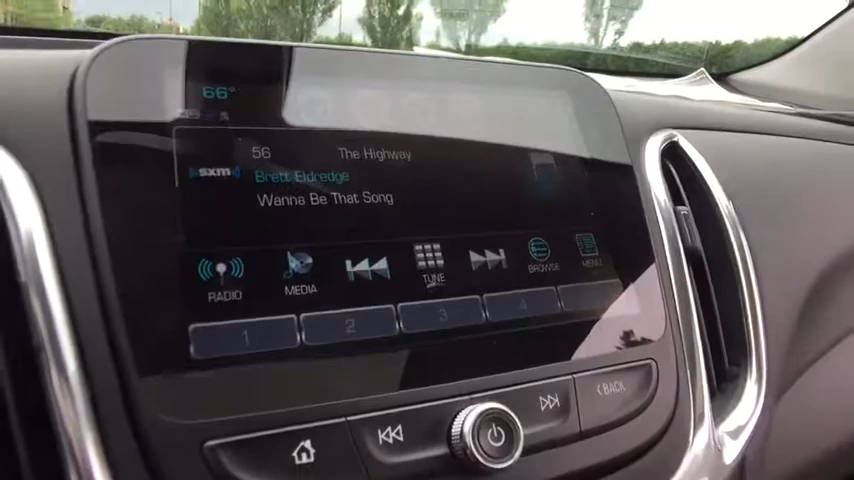 66°
56 The Highway
sxm Brett Eldredge
Wanna Be That Song
RADIO MEDIA TUNE BROWSE MENU
1 2 3 4
BACK